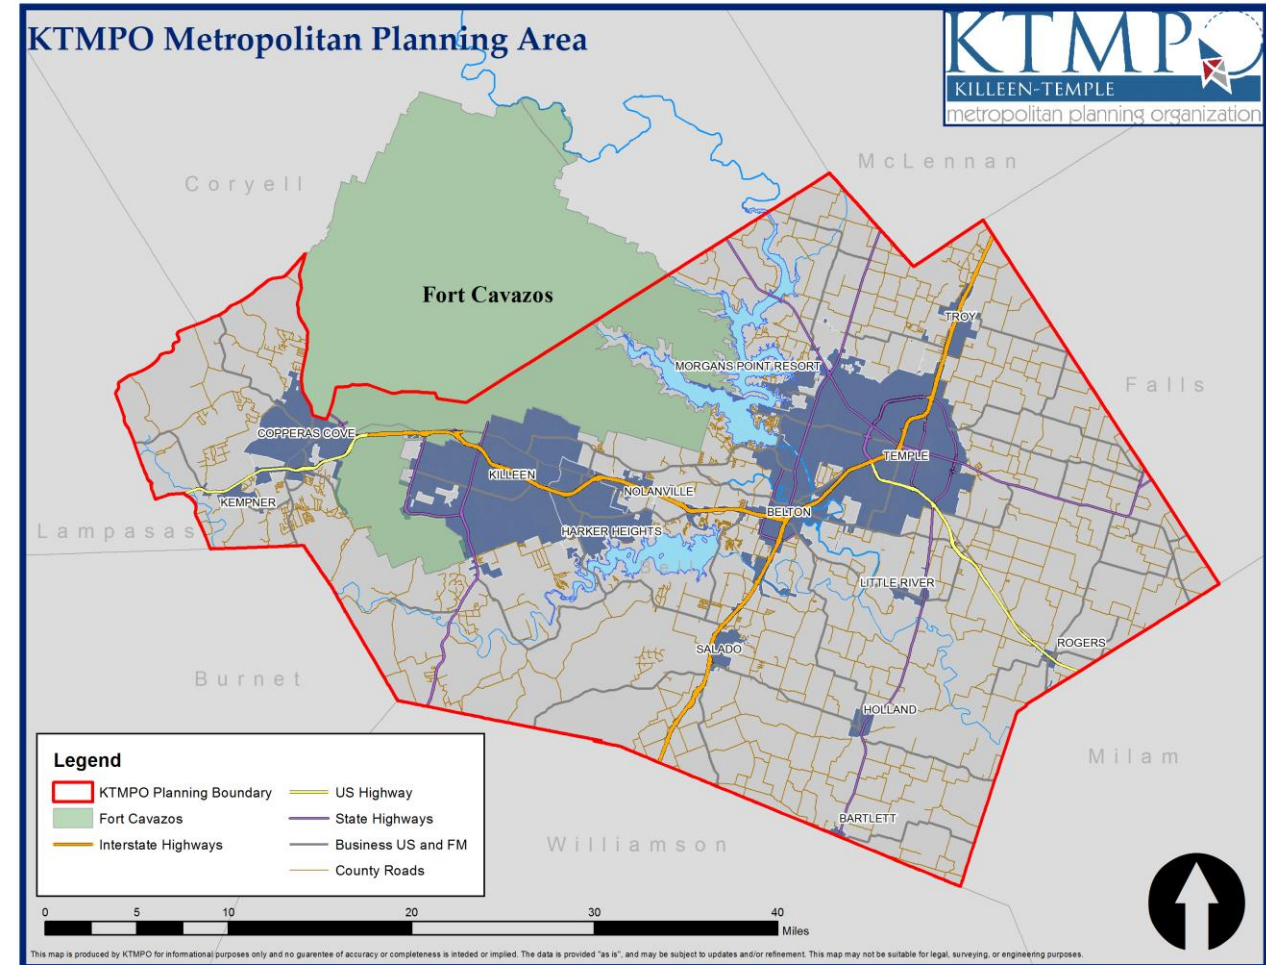 KTMPO Metropolitan Planning Area
KTMPO
KILLEEN-TEMPLE
metropolitan planning organization
McLennan
Coryell
Fort Cavazos
TROY
MORGANS POINT RESORT
Falls
COPPERAS COVE
TEMPLE
KILLEEN
NOLANVILLE
KEMPNER
BELTON
Lampasas
HARKER HEIGHTS
LITTLE RIVER
ROGERS
SALADO
Burnet
HOLLAND
Milam
BARTLETT
Williamson
Legend
KTMPO Planning Boundary
US Highway
Fort Cavazos
State Highways
Interstate Highways
Business US and FM
County Roads
0 5 10 20 30 40
Miles
This map is produced by KTMPO for informational purposes only and no guarentee of accuracy or completeness is inteded or implied. The data is provided "as is", and may be subject to updates and/or refinement. This map may not be suitable for legal, surveying, or engineering purposes.